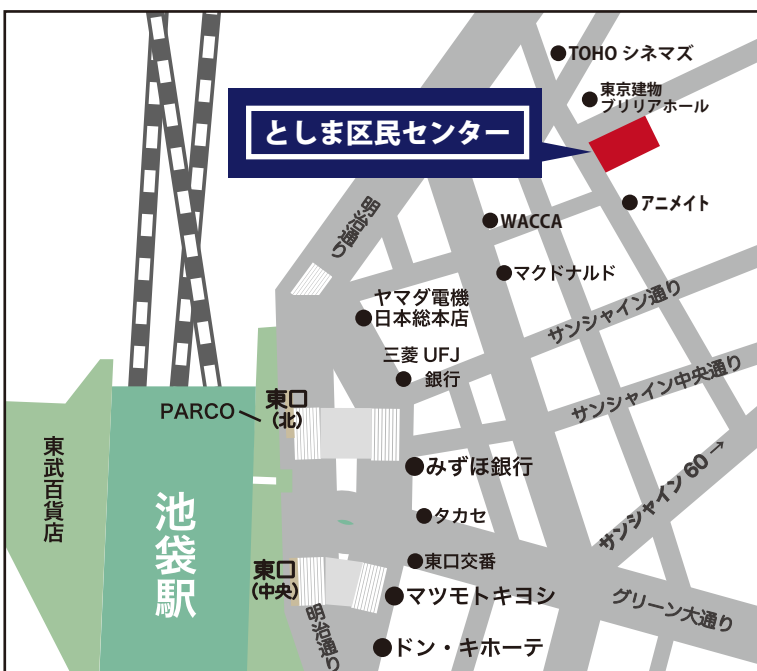 TOHO シネマズ
東京建物
ブリリアホール
としま区民センター
アニメイト
明治通り
WACCA
マクドナルド
ヤマダ電機
日本総本店
サンシャイン通り
三菱 UFJ
銀行
サンシャイン中央通り
PARCO
東口
(北)
東武百貨店
みずほ銀行
サンシャイン 60 →
池袋駅
タカセ
東口交番
東口
(中央)
マツモトキヨシ
グリーン大通り
明治通り
ドン・キホーテ